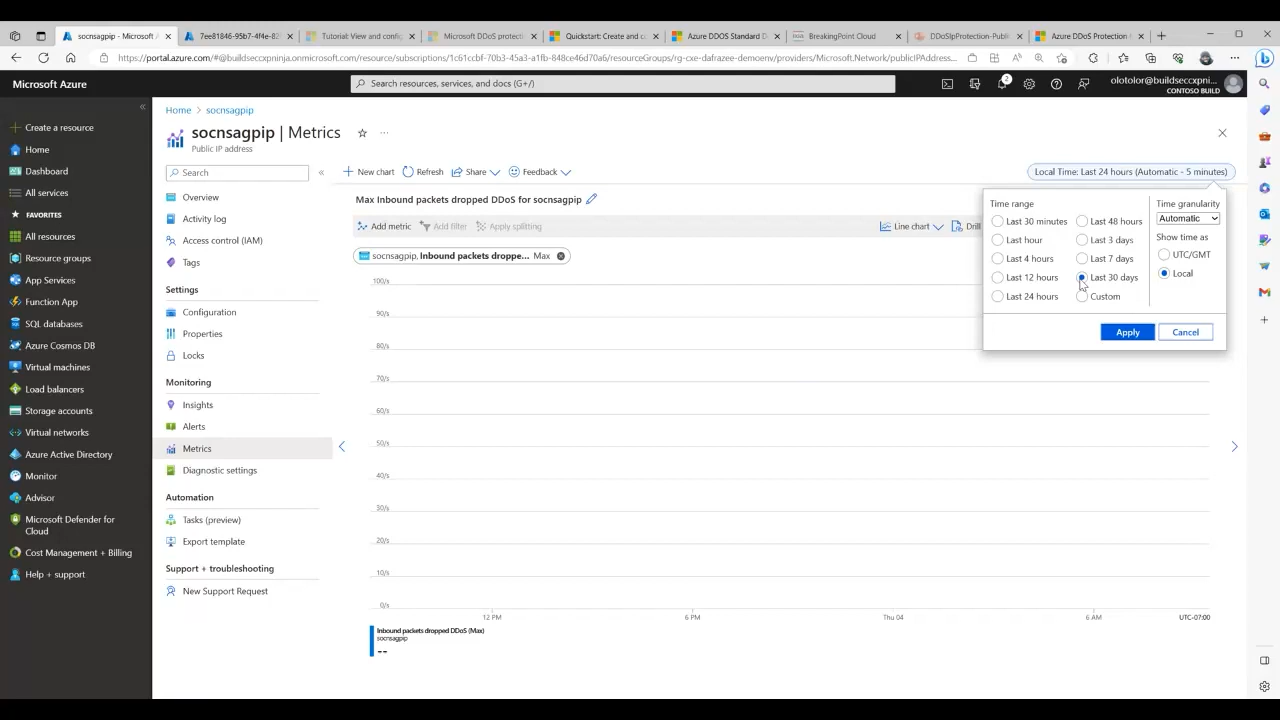 socnsagpip - Microsoft A
7ee81846-95b7-4f4e-82
Tutorial: View and config
Microsoft DDoS protecti
Quickstart: Create and co
Azure DDOS Standard D
BreakingPoint Cloud
DDoSIpProtection-Public
Azure DDoS Protection
https://portal.azure.com/#@buildseccxpninja.onmicrosoft.com/resource/subscriptions/1c61ccbf-70b3-45a3-a1fb-848ce46d70a6/resourceGroups/rg-cxe-dafrazee-demoenv/providers/Microsoft.Network/publicIPAddress...
Microsoft Azure
Search resources, services, and docs (G+/)
2
olotolor@buildseccxpni...
CONTOSO BUILD
Create a resource
Home
Dashboard
All services
FAVORITES
All resources
Resource groups
App Services
Function App
SQL databases
Azure Cosmos DB
Virtual machines
Load balancers
Storage accounts
Virtual networks
Azure Active Directory
Monitor
Advisor
Microsoft Defender for
Cloud
Cost Management + Billing
Help + support
Home
socnsagpip
socnsagpip | Metrics
Public IP address
Search
Overview
Activity log
Access control (IAM)
Tags
Settings
Configuration
Properties
Locks
Monitoring
Insights
Alerts
Metrics
Diagnostic settings
Automation
Tasks (preview)
Export template
Support + troubleshooting
New Support Request
New chart
Refresh
Share
Feedback
Local Time: Last 24 hours (Automatic - 5 minutes)
Max Inbound packets dropped DDoS for socnsagpip
Add metric
Add filter
Apply splitting
Line chart
Drill
socnsagpip, Inbound packets droppe... Max
100/s
90/s
80/s
70/s
60/s
50/s
40/s
30/s
20/s
10/s
0/s
12 PM
6 PM
Thu 04
6 AM
UTC-07:00
Inbound packets dropped DDoS (Max)
socnsagpip
--
Time range
Last 30 minutes
Last hour
Last 4 hours
Last 12 hours
Last 24 hours
Last 48 hours
Last 3 days
Last 7 days
Last 30 days
Custom
Time granularity
Automatic
Show time as
UTC/GMT
Local
Apply
Cancel